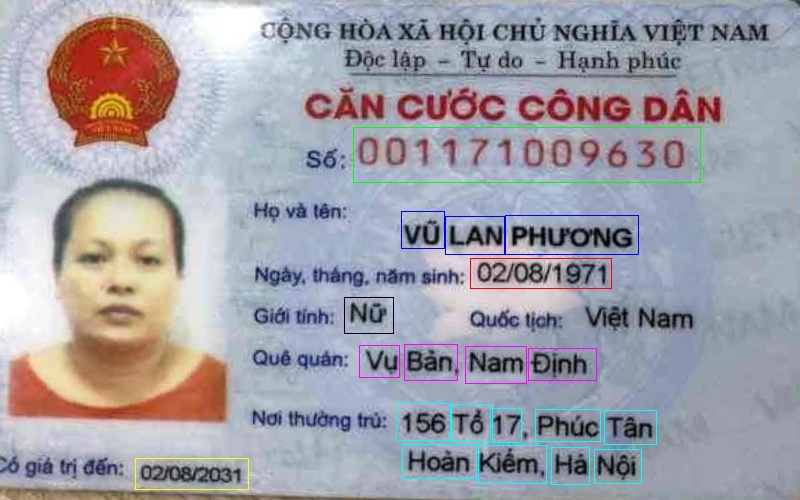 CỘNG HÒA XÃ HỘI CHỦ NGHĨA VIỆT NAM
Độc lập - Tự do - Hạnh phúc
CĂN CƯỚC CÔNG DÂN
Số: 001171009630
Họ và tên:
VŨ LAN PHƯƠNG
Ngày, tháng, năm sinh: 02/08/1971
Giới tính: Nữ Quốc tịch: Việt Nam
Quê quán: Vụ Bản, Nam Định
Nơi thường trú: 156 Tổ 17, Phúc Tân
Hoàn Kiếm, Hà Nội
Có giá trị đến: 02/08/2031